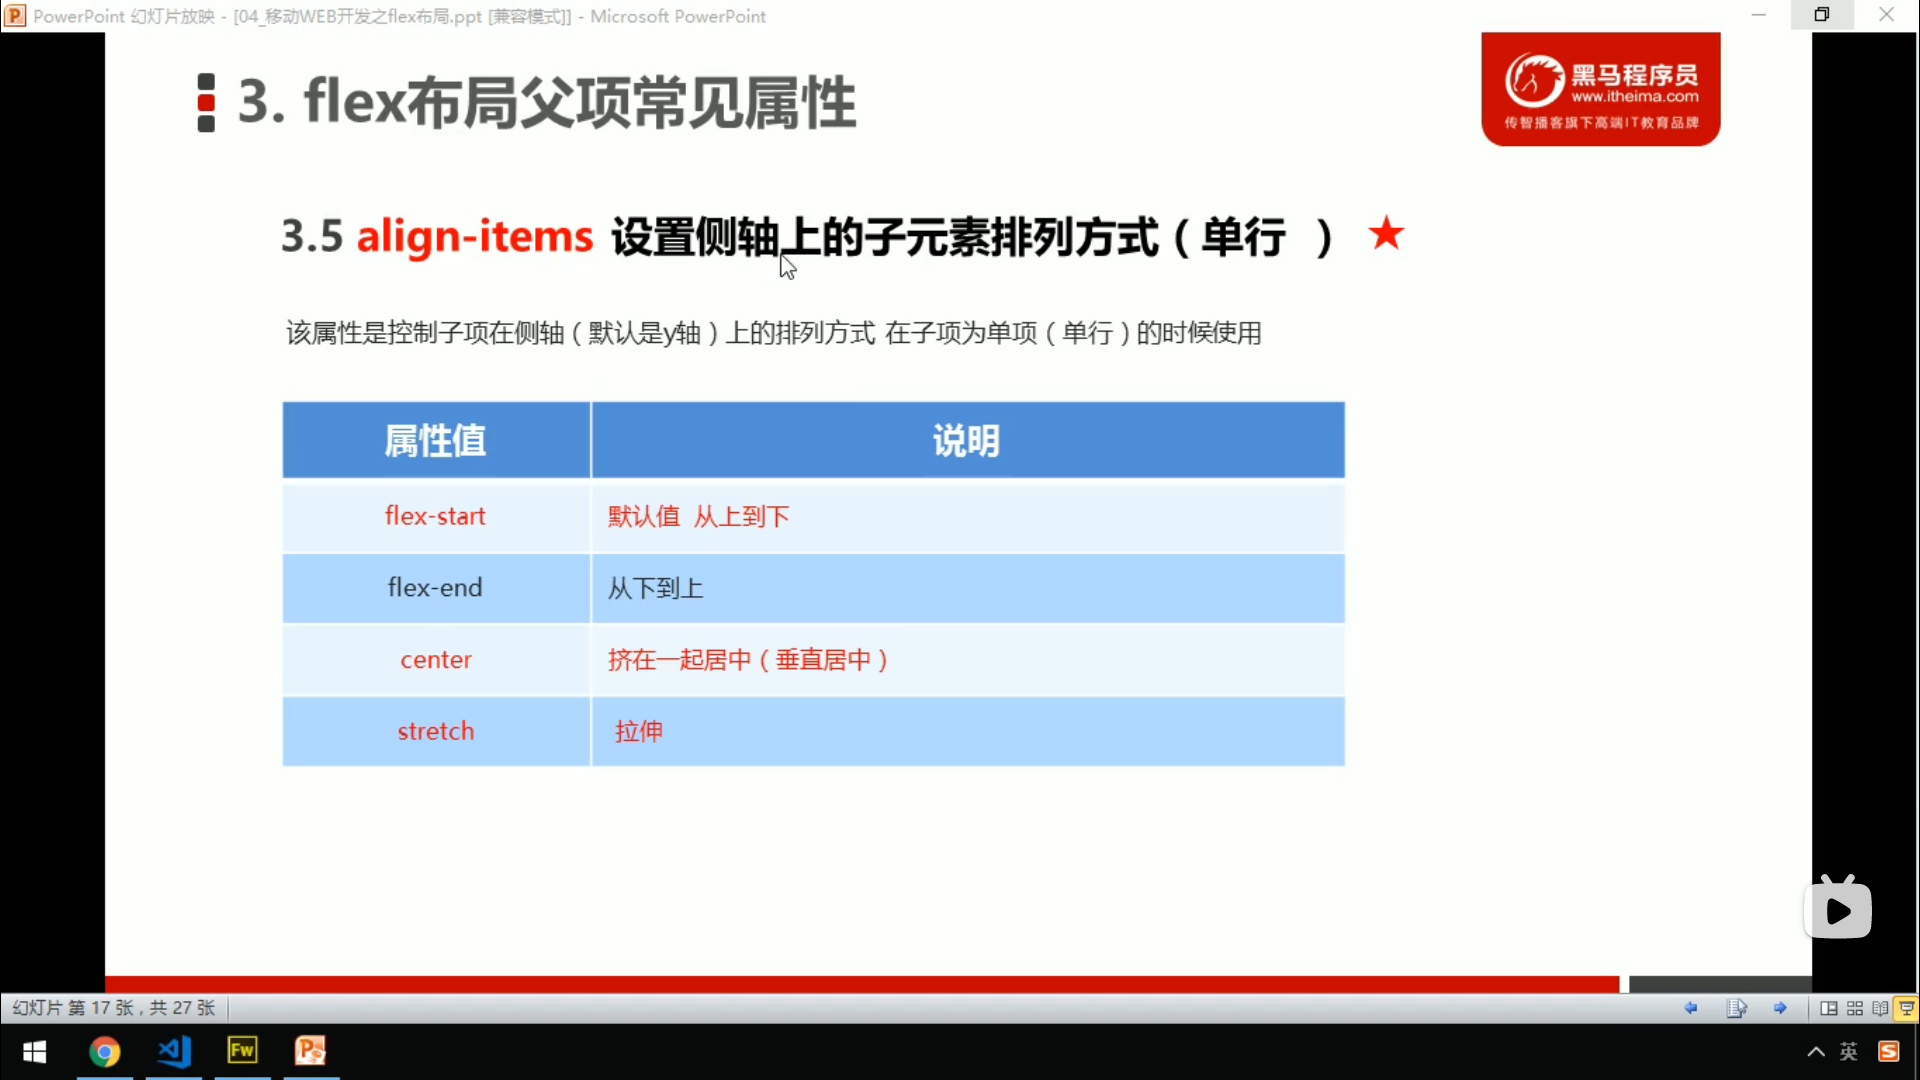 PowerPoint 幻灯片放映 - [04_移动WEB开发之flex布局.ppt [兼容模式]] - Microsoft PowerPoint
3. flex布局父项常见属性
黑马程序员
www.itheima.com
传智播客旗下高端IT教育品牌
3.5 align-items 设置侧轴上的子元素排列方式（单行 ）★
该属性是控制子项在侧轴（默认是y轴）上的排列方式 在子项为单项（单行）的时候使用
属性值 说明
flex-start 默认值 从上到下
flex-end 从下到上
center 挤在一起居中（垂直居中）
stretch 拉伸
幻灯片 第 17 张，共 27 张
Fw
英